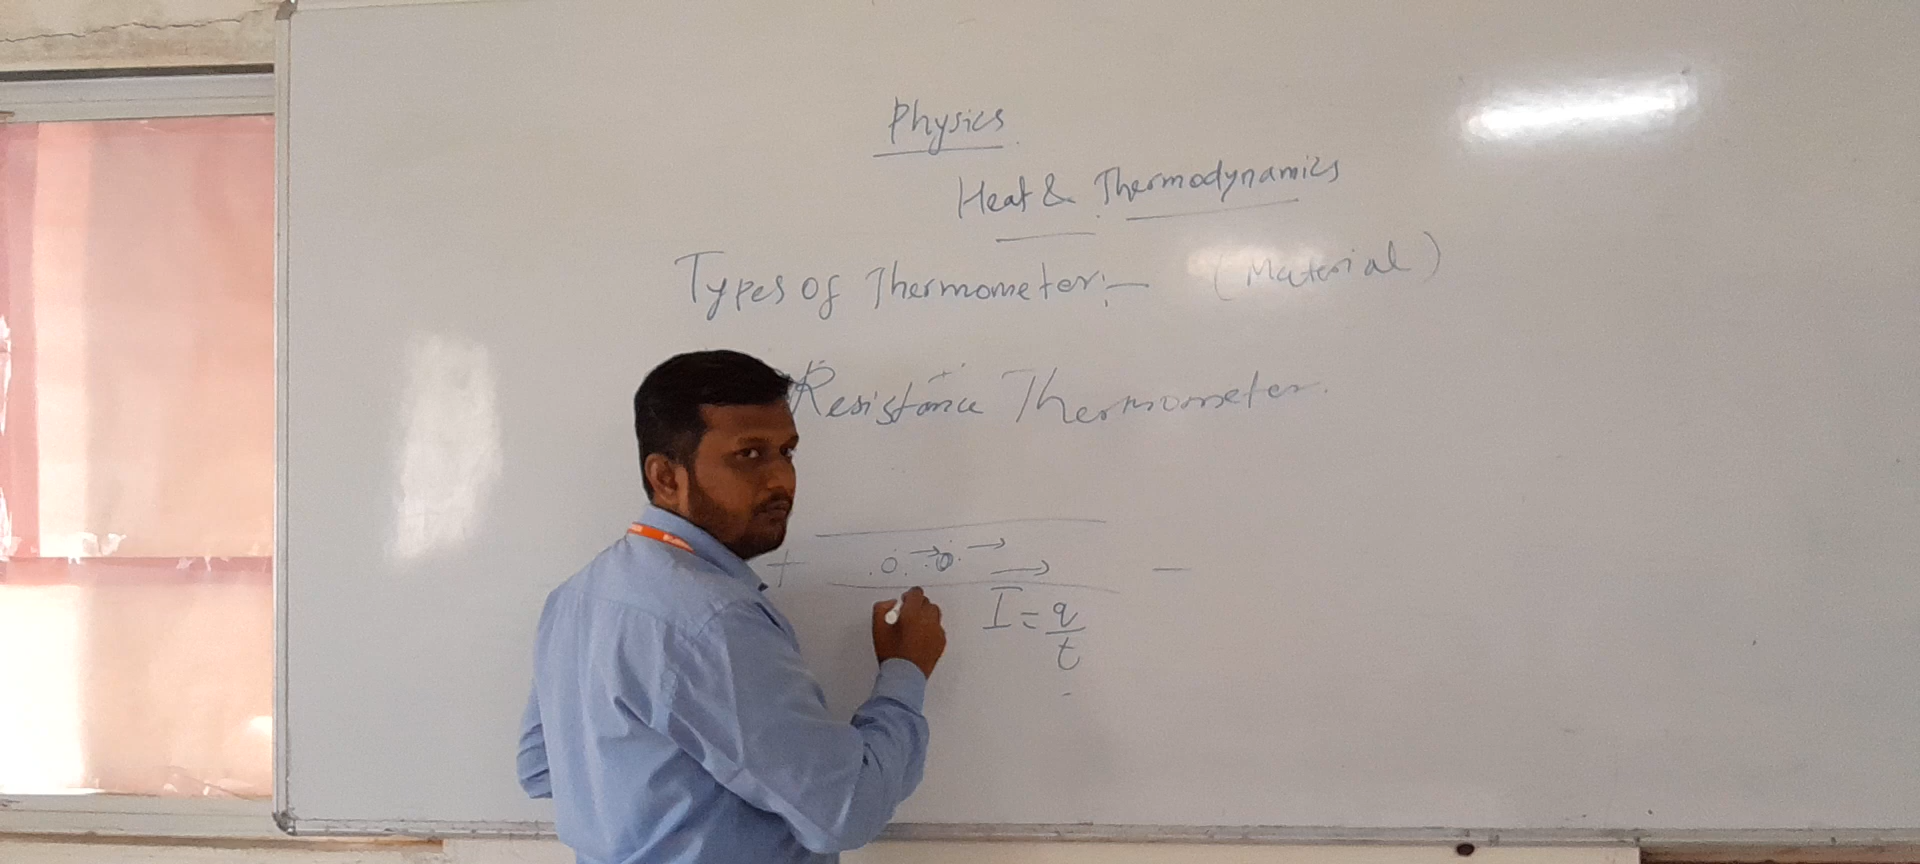 Physics
Heat & Thermodynamics
Types of Thermometer:- (Material)
Resistance Thermometer.
+ -
I = q/t